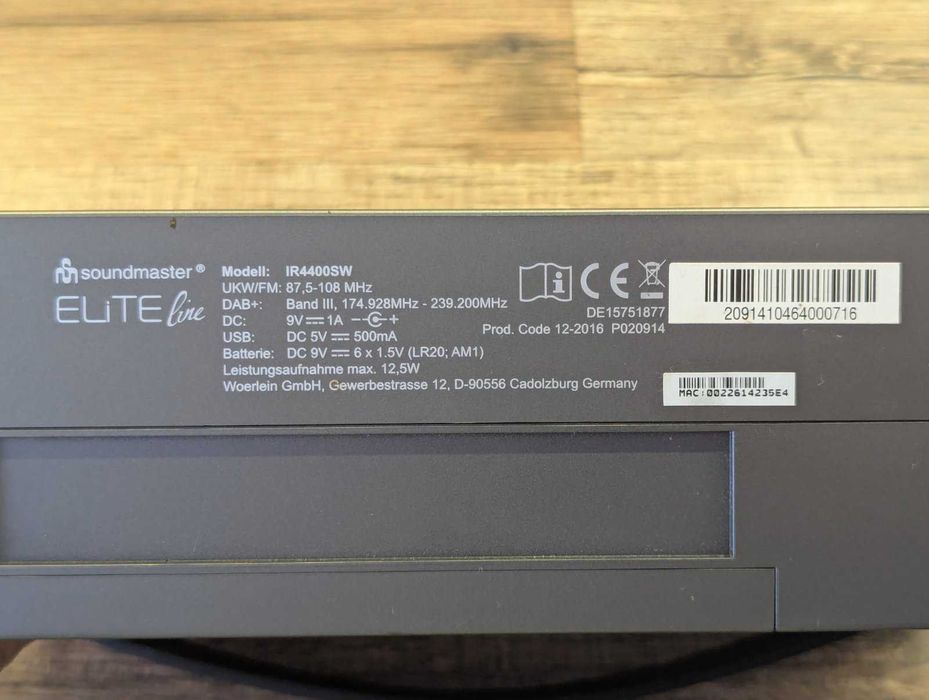 soundmaster®
ELiTE line
Modell: IR4400SW
UKW/FM: 87,5-108 MHz
DAB+: Band III, 174.928MHz - 239.200MHz
DC: 9V 1A - +
USB: DC 5V 500mA
Batterie: DC 9V 6 x 1.5V (LR20; AM1)
Leistungsaufnahme max. 12,5W
Woerlein GmbH, Gewerbestrasse 12, D-90556 Cadolzburg Germany
CE
DE15751877
Prod. Code 12-2016 P020914
2091410464000716
MAC:0022614235E4